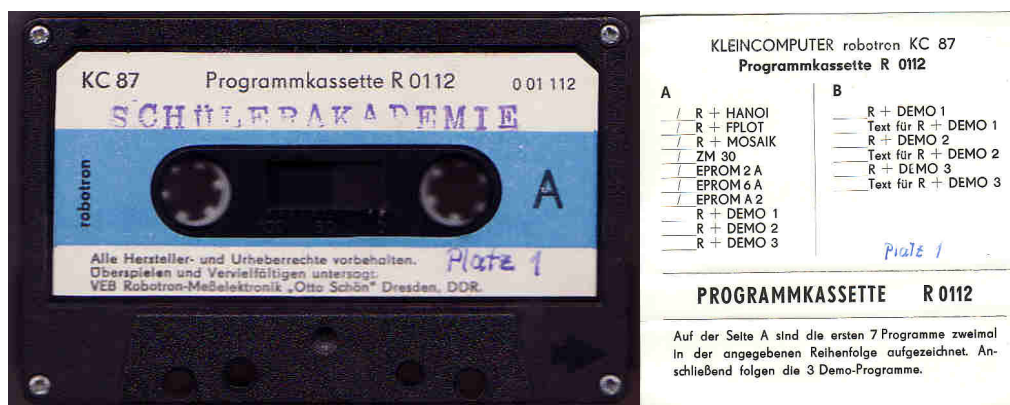 KC 87 Programmkassette R 0112 0 01 112
SCHÜLERAKADEMIE
robotron
A
Alle Hersteller- und Urheberrechte vorbehalten.
Überspielen und Vervielfältigen untersagt.
VEB Robotron-Meßelektronik „Otto Schön" Dresden, DDR.
Platz 1
KLEINCOMPUTER robotron KC 87
Programmkassette R 0112
A
/ R + HANOI
/ R + FPLOT
/ R + MOSAIK
/ ZM 30
/ EPROM 2 A
/ EPROM 6 A
/ EPROM A 2
R + DEMO 1
R + DEMO 2
R + DEMO 3
B
R + DEMO 1
Text für R + DEMO 1
R + DEMO 2
Text für R + DEMO 2
R + DEMO 3
Text für R + DEMO 3
Platz 1
PROGRAMMKASSETTE R 0112
Auf der Seite A sind die ersten 7 Programme zweimal
in der angegebenen Reihenfolge aufgezeichnet. An-
schließend folgen die 3 Demo-Programme.